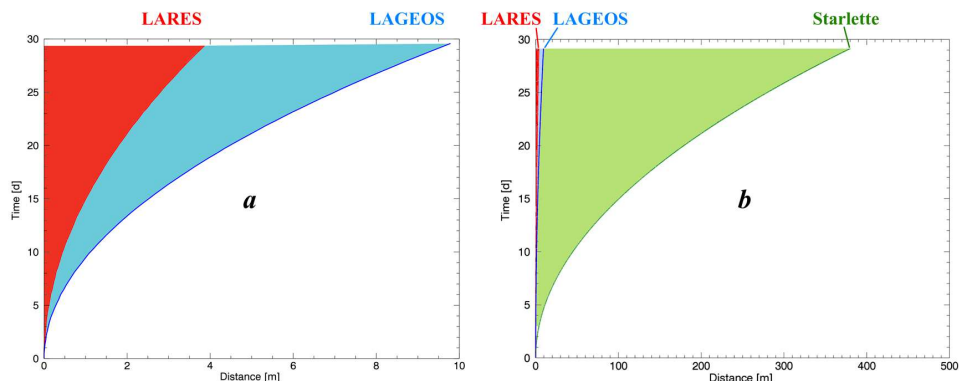 LARES LAGEOS
30
25
20
15
10
5
0
Time [d]
a
0 2 4 6 8 10
Distance [m]
LARES LAGEOS Starlette
30
25
20
15
10
5
0
Time [d]
b
0 100 200 300 400 500
Distance [m]